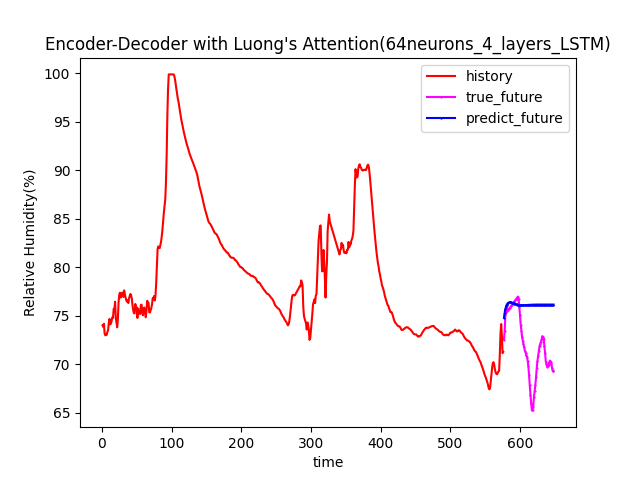 Encoder-Decoder with Luong's Attention(64neurons_4_layers_LSTM)
history
true_future
predict_future
Relative Humidity(%)
100
95
90
85
80
75
70
65
0 100 200 300 400 500 600
time